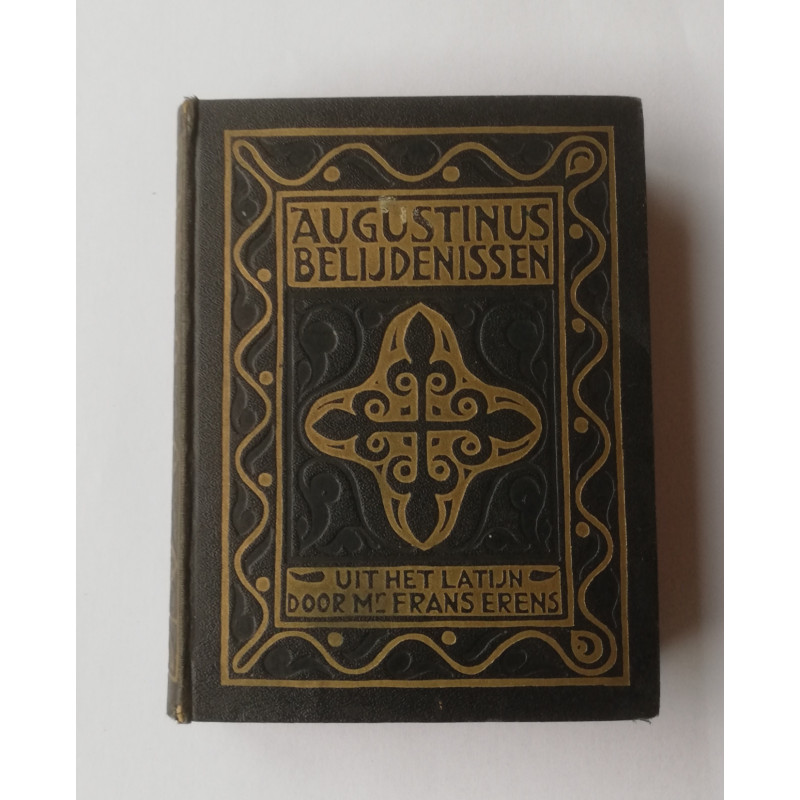 AUGUSTINUS
BELIJDENISSEN
UIT HET LATIJN
DOOR Mr FRANS ERENS